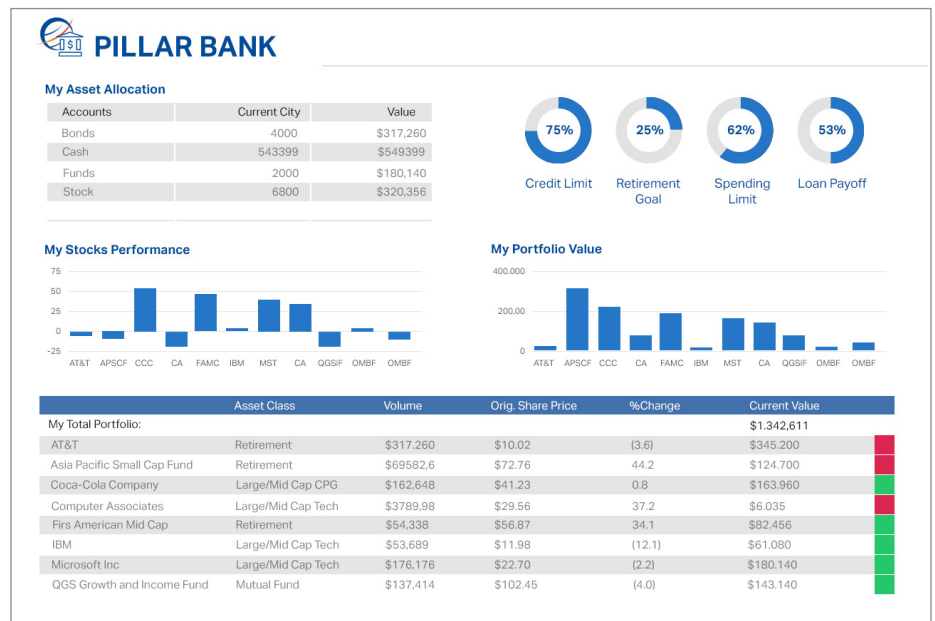 PILLAR BANK
My Asset Allocation
Accounts Current City Value
Bonds 4000 $317,260
Cash 543399 $549399
Funds 2000 $180,140
Stock 6800 $320,356
75% 25% 62% 53%
Credit Limit Retirement Goal Spending Limit Loan Payoff
My Stocks Performance
75
50
25
0
-25
AT&T APSCF CCC CA FAMC IBM MST CA QGSIF OMBF OMBF
My Portfolio Value
400.000
200.00
0
AT&T APSCF CCC CA FAMC IBM MST CA QGSIF OMBF OMBF
Asset Class Volume Orig. Share Price %Change Current Value
My Total Portfolio: $1.342,611
AT&T Retirement $317.260 $10.02 (3.6) $345.200
Asia Pacific Small Cap Fund Retirement $69582,6 $72.76 44.2 $124.700
Coca-Cola Company Large/Mid Cap CPG $162,648 $41.23 0.8 $163.960
Computer Associates Large/Mid Cap Tech $3789,98 $29.56 37.2 $6.035
Firs American Mid Cap Retirement $54,338 $56.87 34.1 $82.456
IBM Large/Mid Cap Tech $53,689 $11.98 (12.1) $61.080
Microsoft Inc Large/Mid Cap Tech $176,176 $22.70 (2.2) $180.140
QGS Growth and Income Fund Mutual Fund $137,414 $102.45 (4.0) $143.140